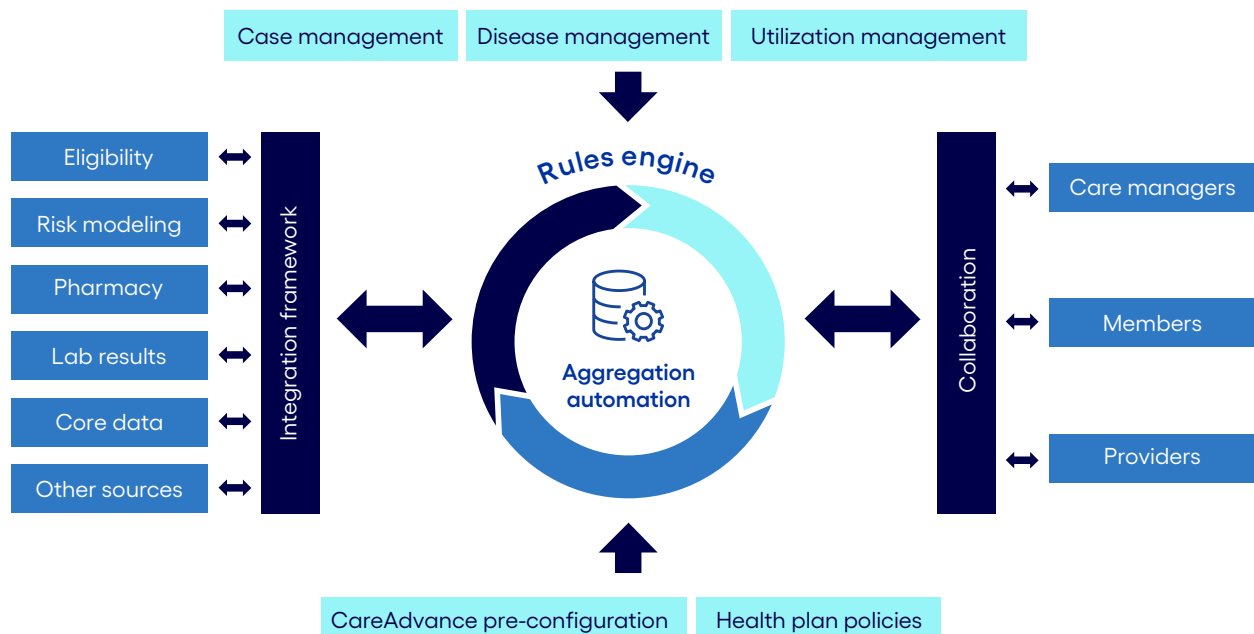 Case management
Disease management
Utilization management
Rules engine
Eligibility
Risk modeling
Pharmacy
Lab results
Core data
Other sources
Integration framework
Aggregation
automation
Collaboration
Care managers
Members
Providers
CareAdvance pre-configuration
Health plan policies